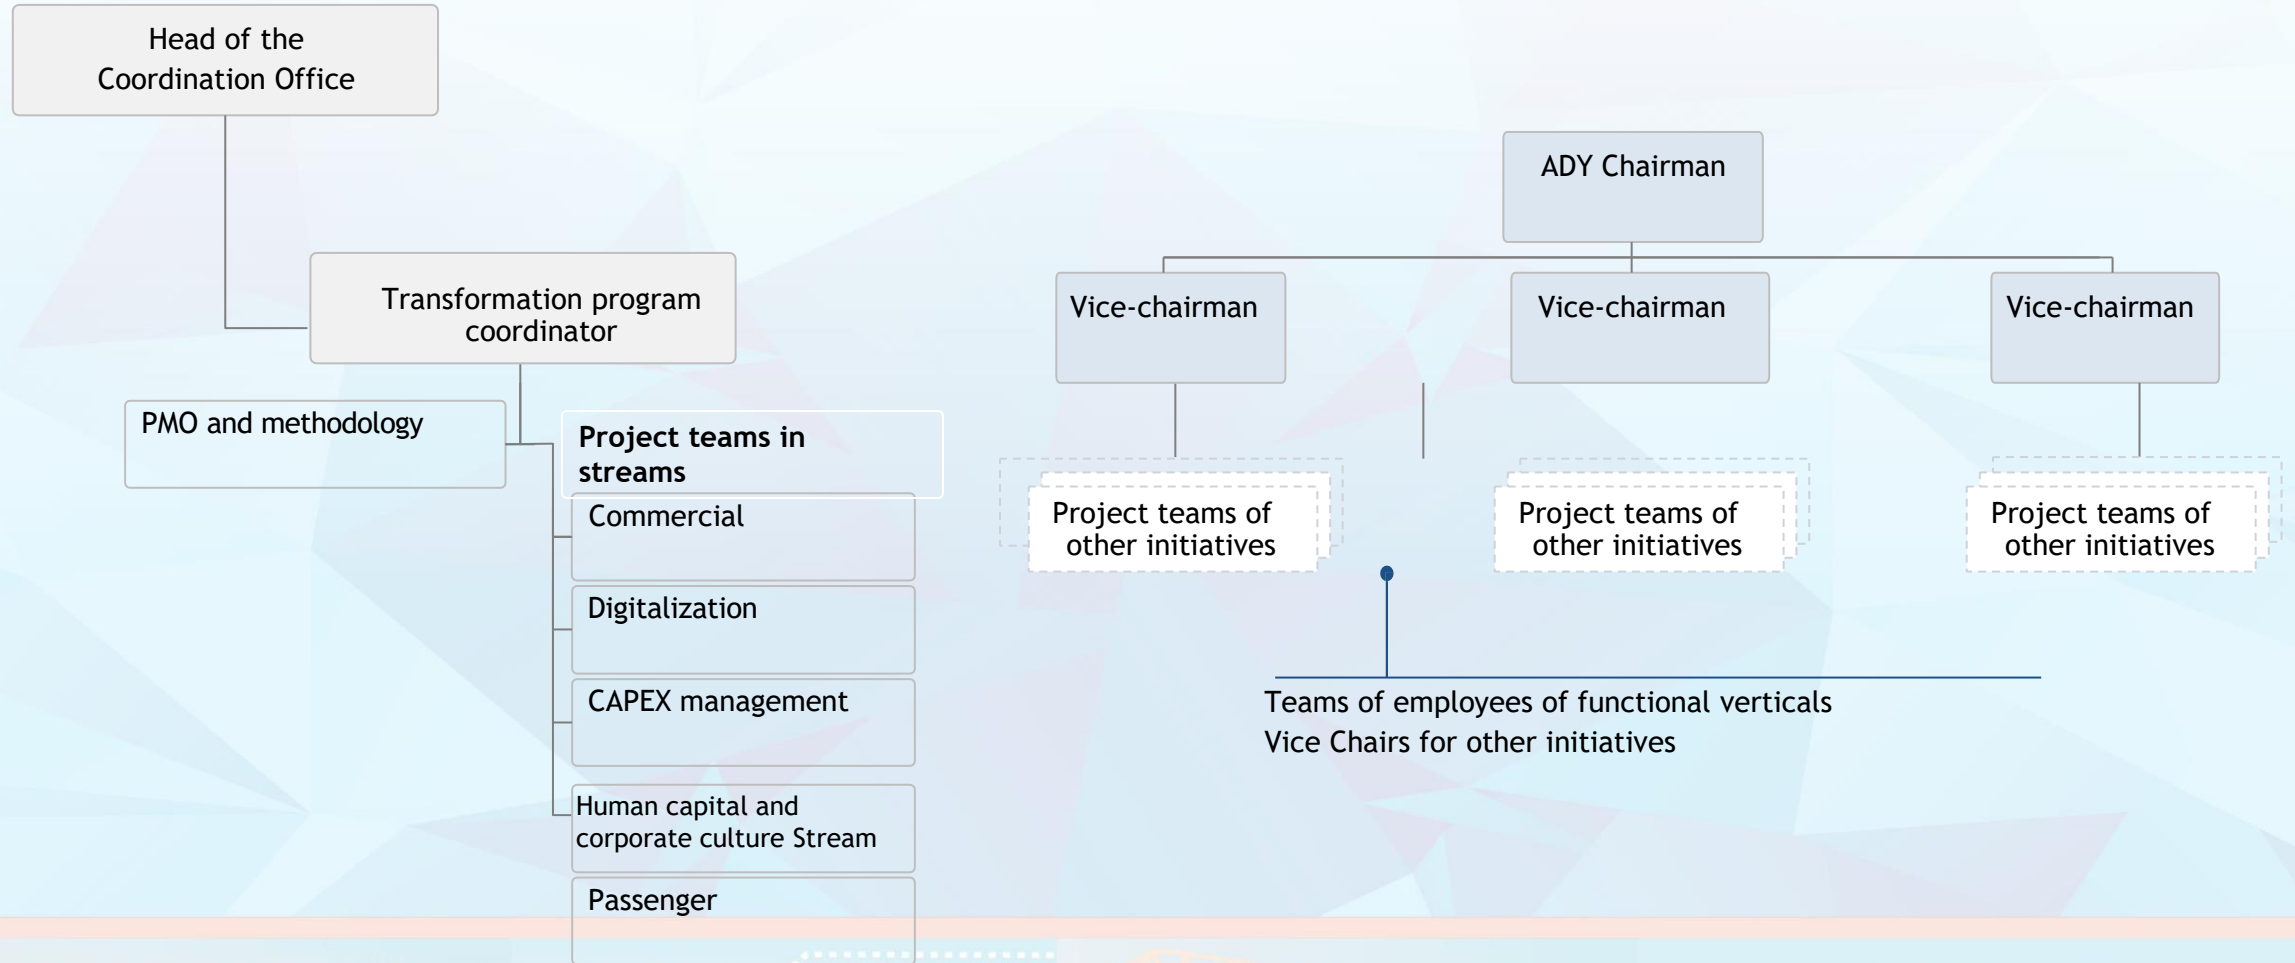 Head of the
Coordination Office
Transformation program
coordinator
PMO and methodology
Project teams in
streams
Commercial
Digitalization
CAPEX management
Human capital and
corporate culture Stream
Passenger
ADY Chairman
Vice-chairman
Vice-chairman
Vice-chairman
Project teams of
other initiatives
Project teams of
other initiatives
Project teams of
other initiatives
Teams of employees of functional verticals
Vice Chairs for other initiatives